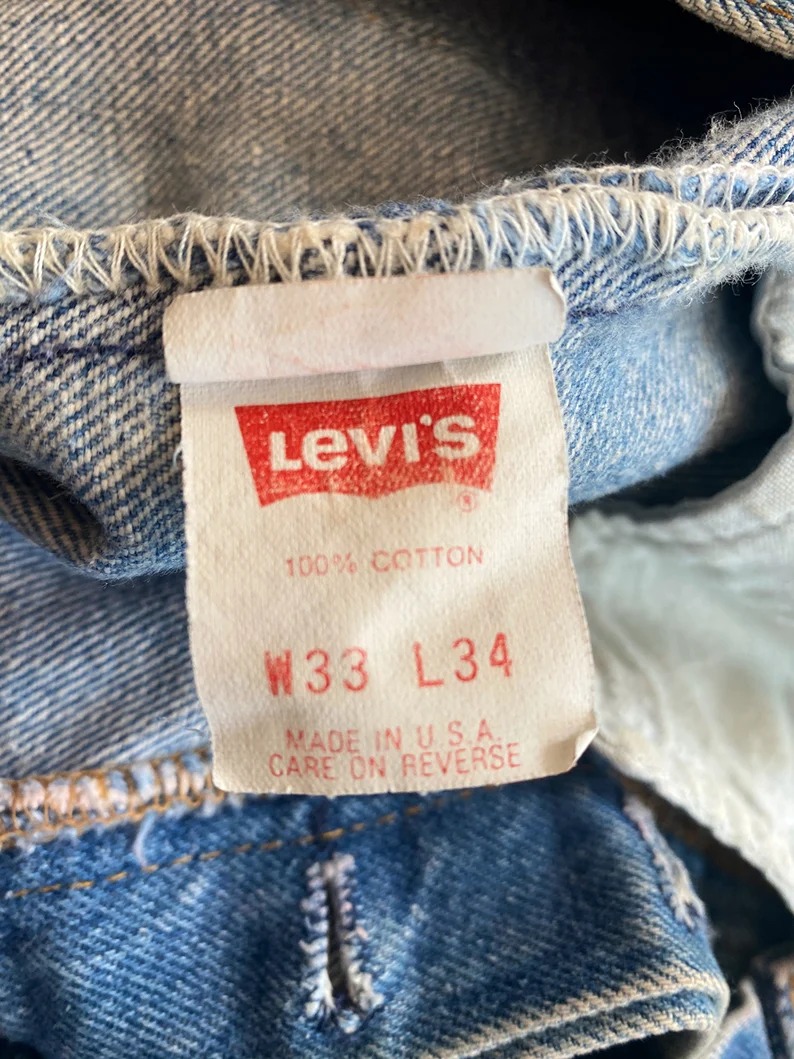 LEVI'S
®
100% COTTON
W33 L34
MADE IN U.S.A.
CARE ON REVERSE